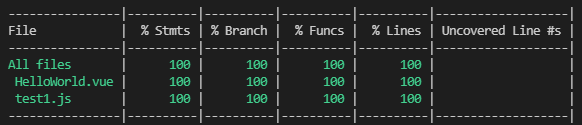 ----------------|----------|----------|----------|----------|-------------------|
File            |  % Stmts | % Branch |  % Funcs |  % Lines | Uncovered Line #s |
----------------|----------|----------|----------|----------|-------------------|
All files       |      100 |      100 |      100 |      100 |                   |
 HelloWorld.vue |      100 |      100 |      100 |      100 |                   |
 test1.js       |      100 |      100 |      100 |      100 |                   |
----------------|----------|----------|----------|----------|-------------------|